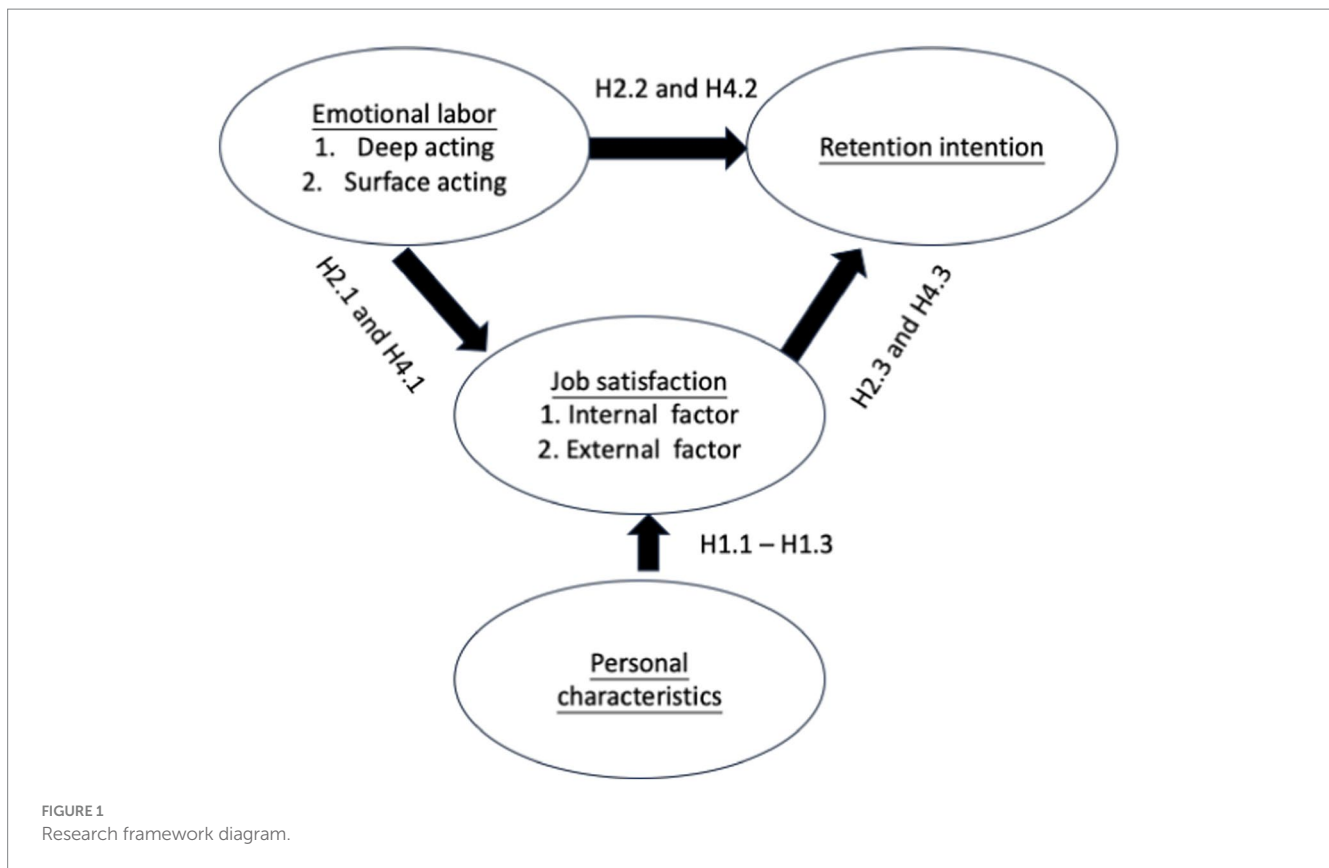 H2.2 and H4.2
Emotional labor
1. Deep acting
2. Surface acting
Retention intention
H2.1 and H4.1
H2.3 and H4.3
Job satisfaction
1. Internal factor
2. External factor
H1.1 – H1.3
Personal
characteristics
FIGURE 1
Research framework diagram.